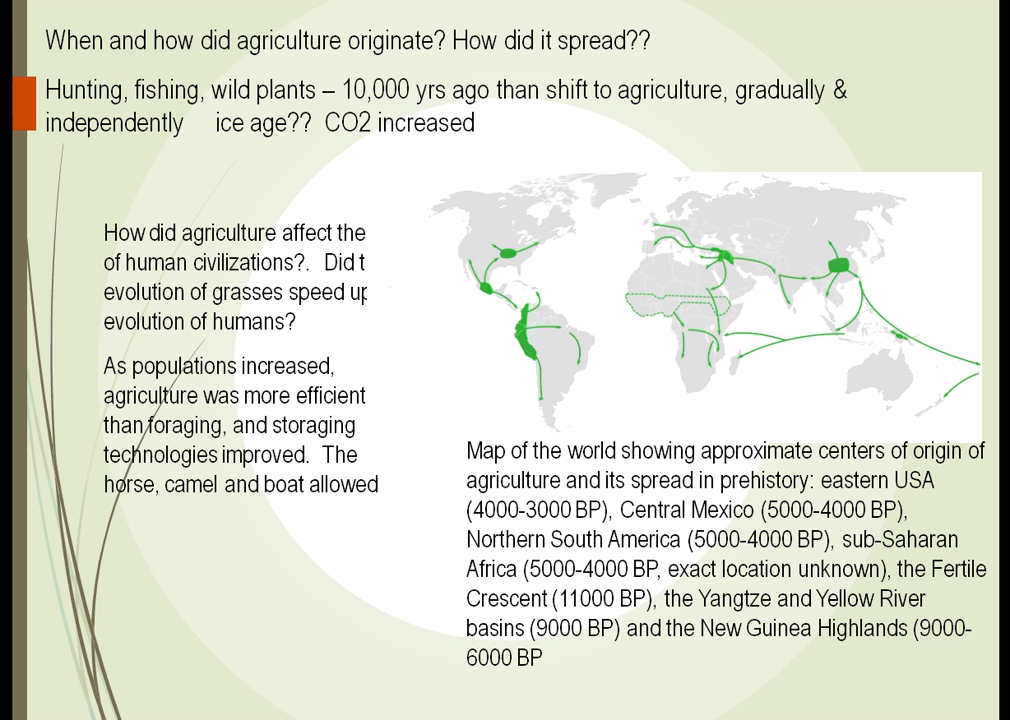 When and how did agriculture originate? How did it spread??
Hunting, fishing, wild plants – 10,000 yrs ago than shift to agriculture, gradually &
independently ice age?? CO2 increased
How did agriculture affect the
of human civilizations?. Did t
evolution of grasses speed up
evolution of humans?
As populations increased,
agriculture was more efficient
than foraging, and storaging
technologies improved. The
horse, camel and boat allowed
Map of the world showing approximate centers of origin of
agriculture and its spread in prehistory: eastern USA
(4000-3000 BP), Central Mexico (5000-4000 BP),
Northern South America (5000-4000 BP), sub-Saharan
Africa (5000-4000 BP, exact location unknown), the Fertile
Crescent (11000 BP), the Yangtze and Yellow River
basins (9000 BP) and the New Guinea Highlands (9000-
6000 BP